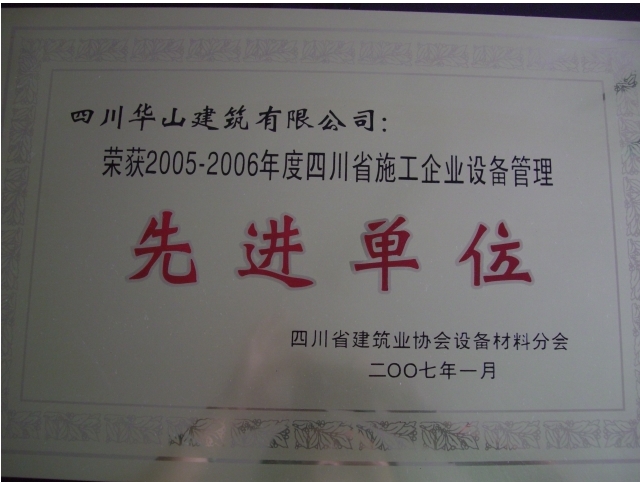 四川华山建筑有限公司：
荣获2005-2006年度四川省施工企业设备管理
先进单位
四川省建筑业协会设备材料分会
二〇〇七年一月